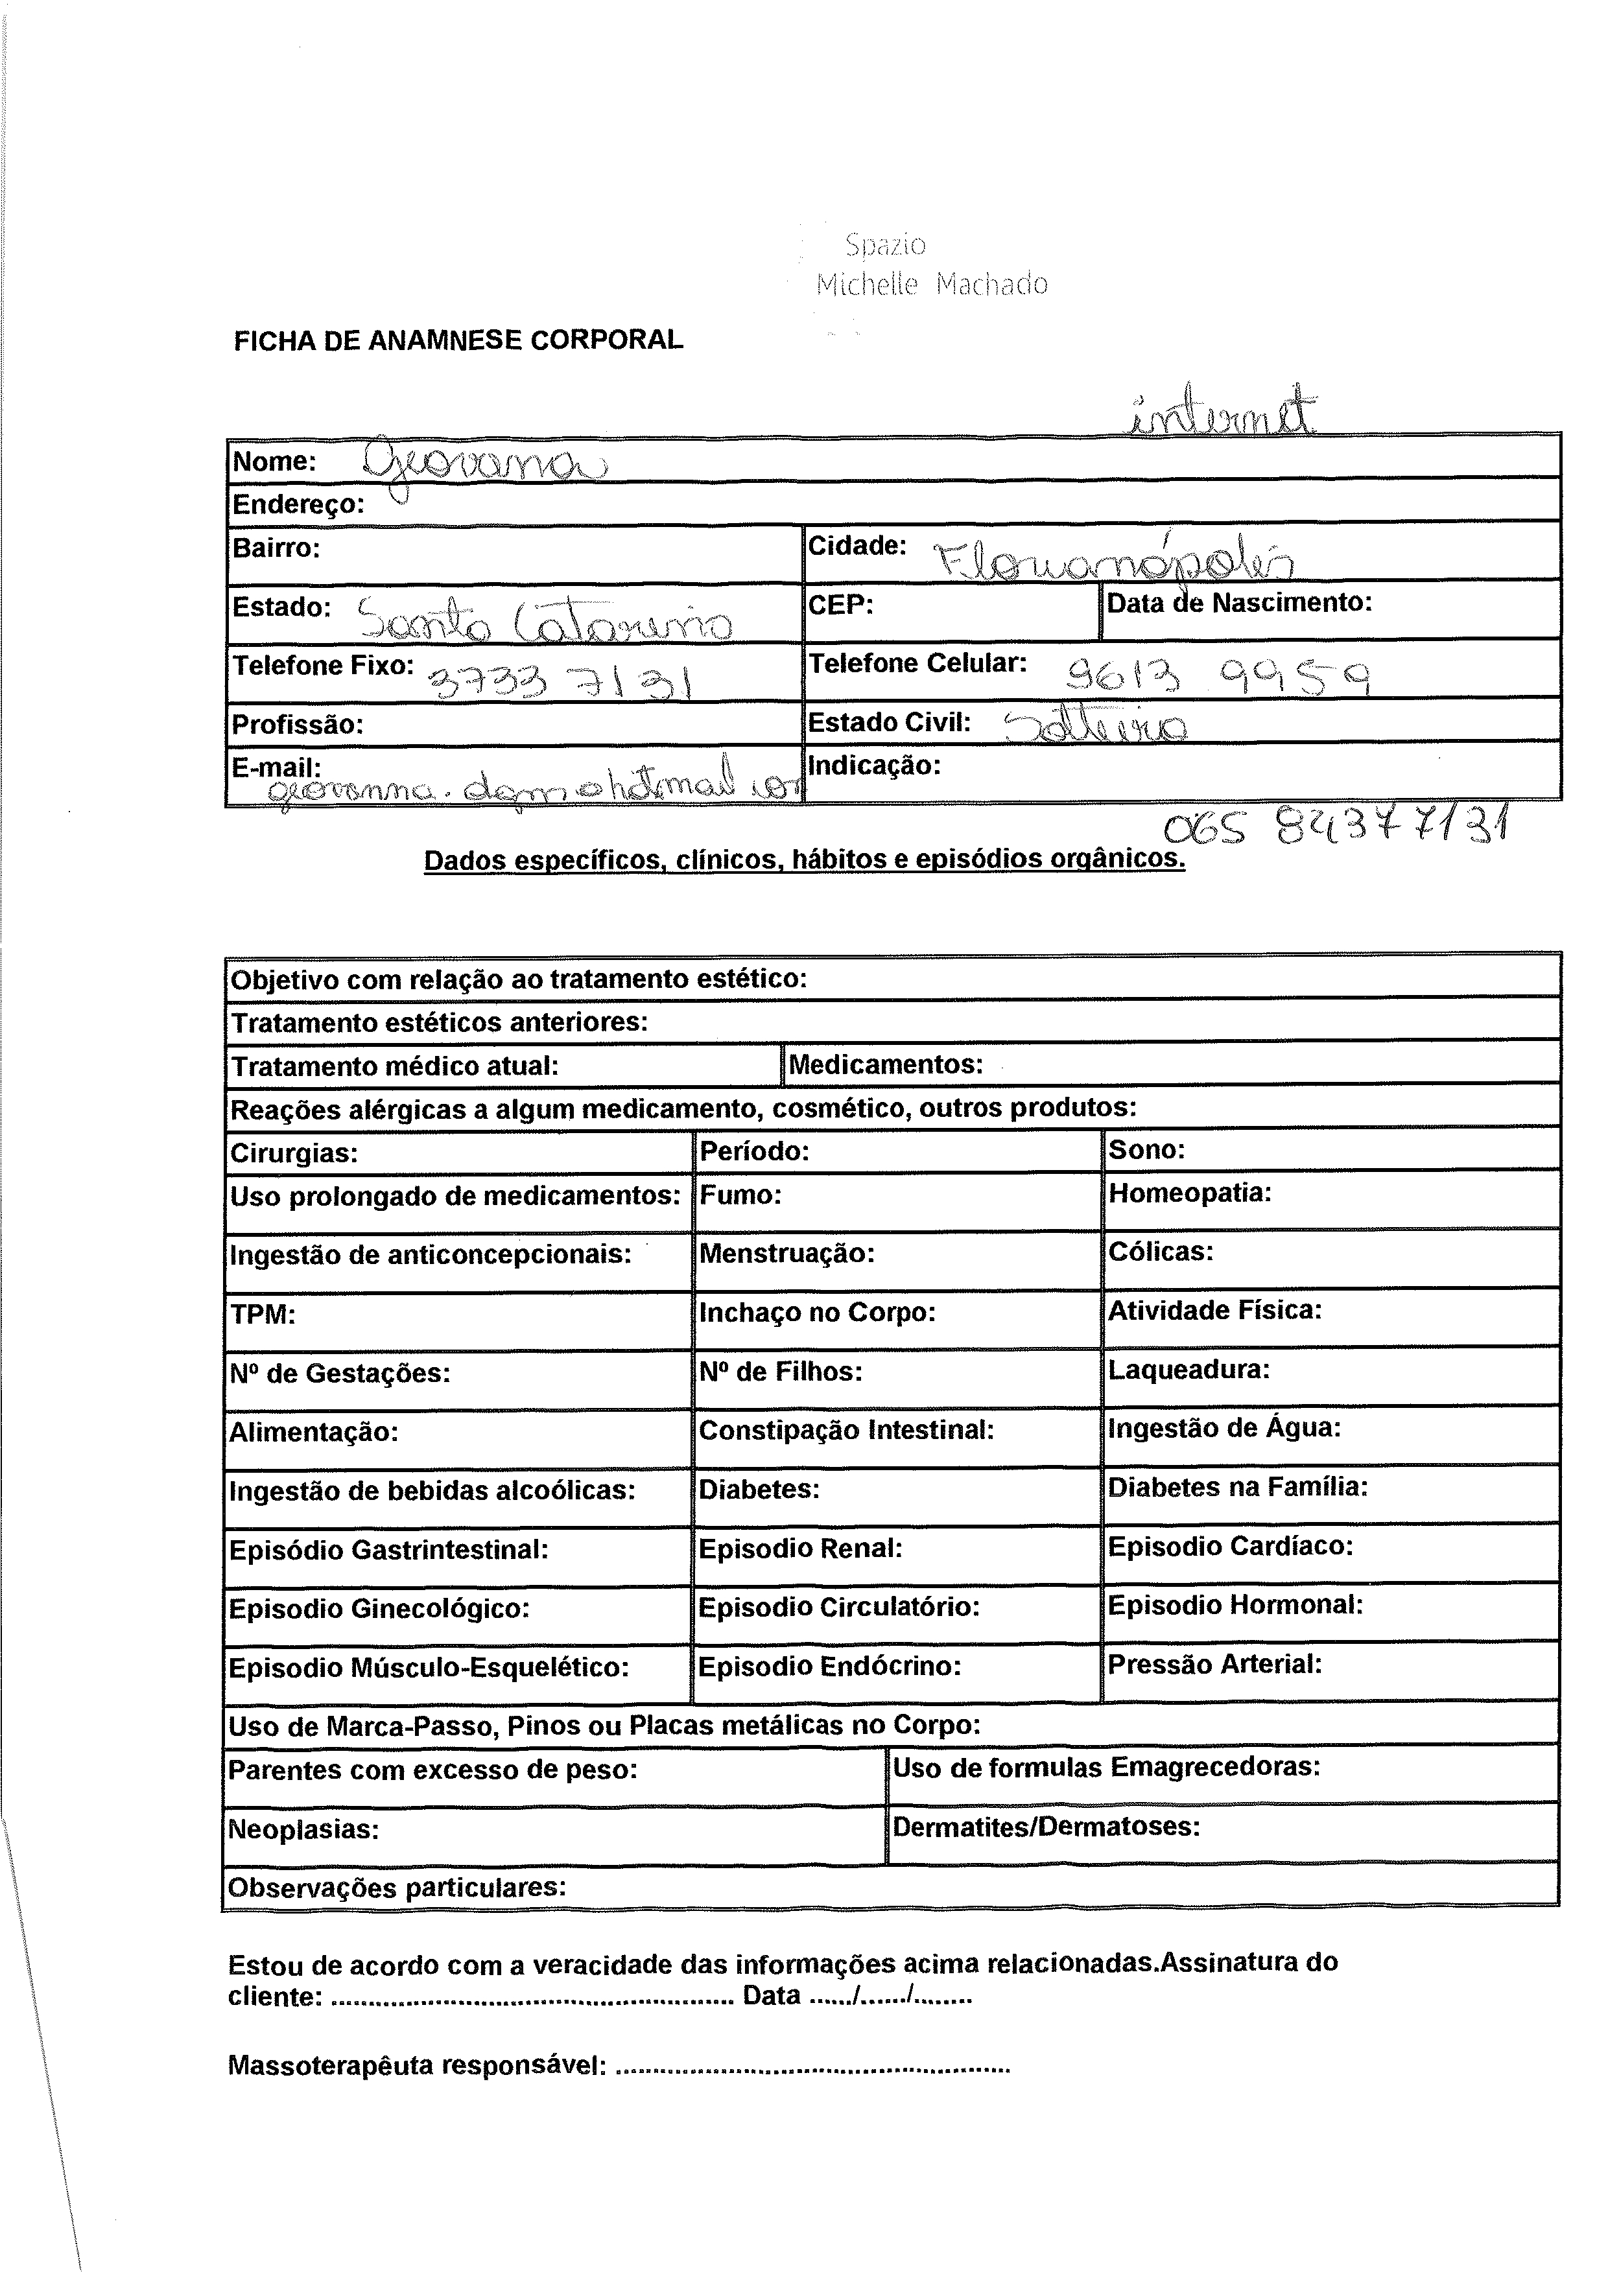 Spazio
Michelle Machado
FICHA DE ANAMNESE CORPORAL
internet
Nome: Geovana
Endereço:
Bairro: Cidade: Florianópolis
Estado: Santa Catarina CEP: Data de Nascimento:
Telefone Fixo: 3733 7131 Telefone Celular: 9613 9959
Profissão: Estado Civil: Solteira
E-mail: Indicação:
geovanna.dgm@hotmail.com
065 84377131
Dados específicos, clínicos, hábitos e episódios orgânicos.
Objetivo com relação ao tratamento estético:
Tratamento estéticos anteriores:
Tratamento médico atual: Medicamentos:
Reações alérgicas a algum medicamento, cosmético, outros produtos:
Cirurgias: Período: Sono:
Uso prolongado de medicamentos: Fumo: Homeopatia:
Ingestão de anticoncepcionais: Menstruação: Cólicas:
TPM: Inchaço no Corpo: Atividade Física:
Nº de Gestações: Nº de Filhos: Laqueadura:
Alimentação: Constipação Intestinal: Ingestão de Água:
Ingestão de bebidas alcoólicas: Diabetes: Diabetes na Família:
Episódio Gastrintestinal: Episodio Renal: Episodio Cardíaco:
Episodio Ginecológico: Episodio Circulatório: Episodio Hormonal:
Episodio Músculo-Esquelético: Episodio Endócrino: Pressão Arterial:
Uso de Marca-Passo, Pinos ou Placas metálicas no Corpo:
Parentes com excesso de peso: Uso de formulas Emagrecedoras:
Neoplasias: Dermatites/Dermatoses:
Observações particulares:
Estou de acordo com a veracidade das informações acima relacionadas.Assinatura do
cliente: ...................................................... Data ....../....../........
Massoterapêuta responsável: ....................................................